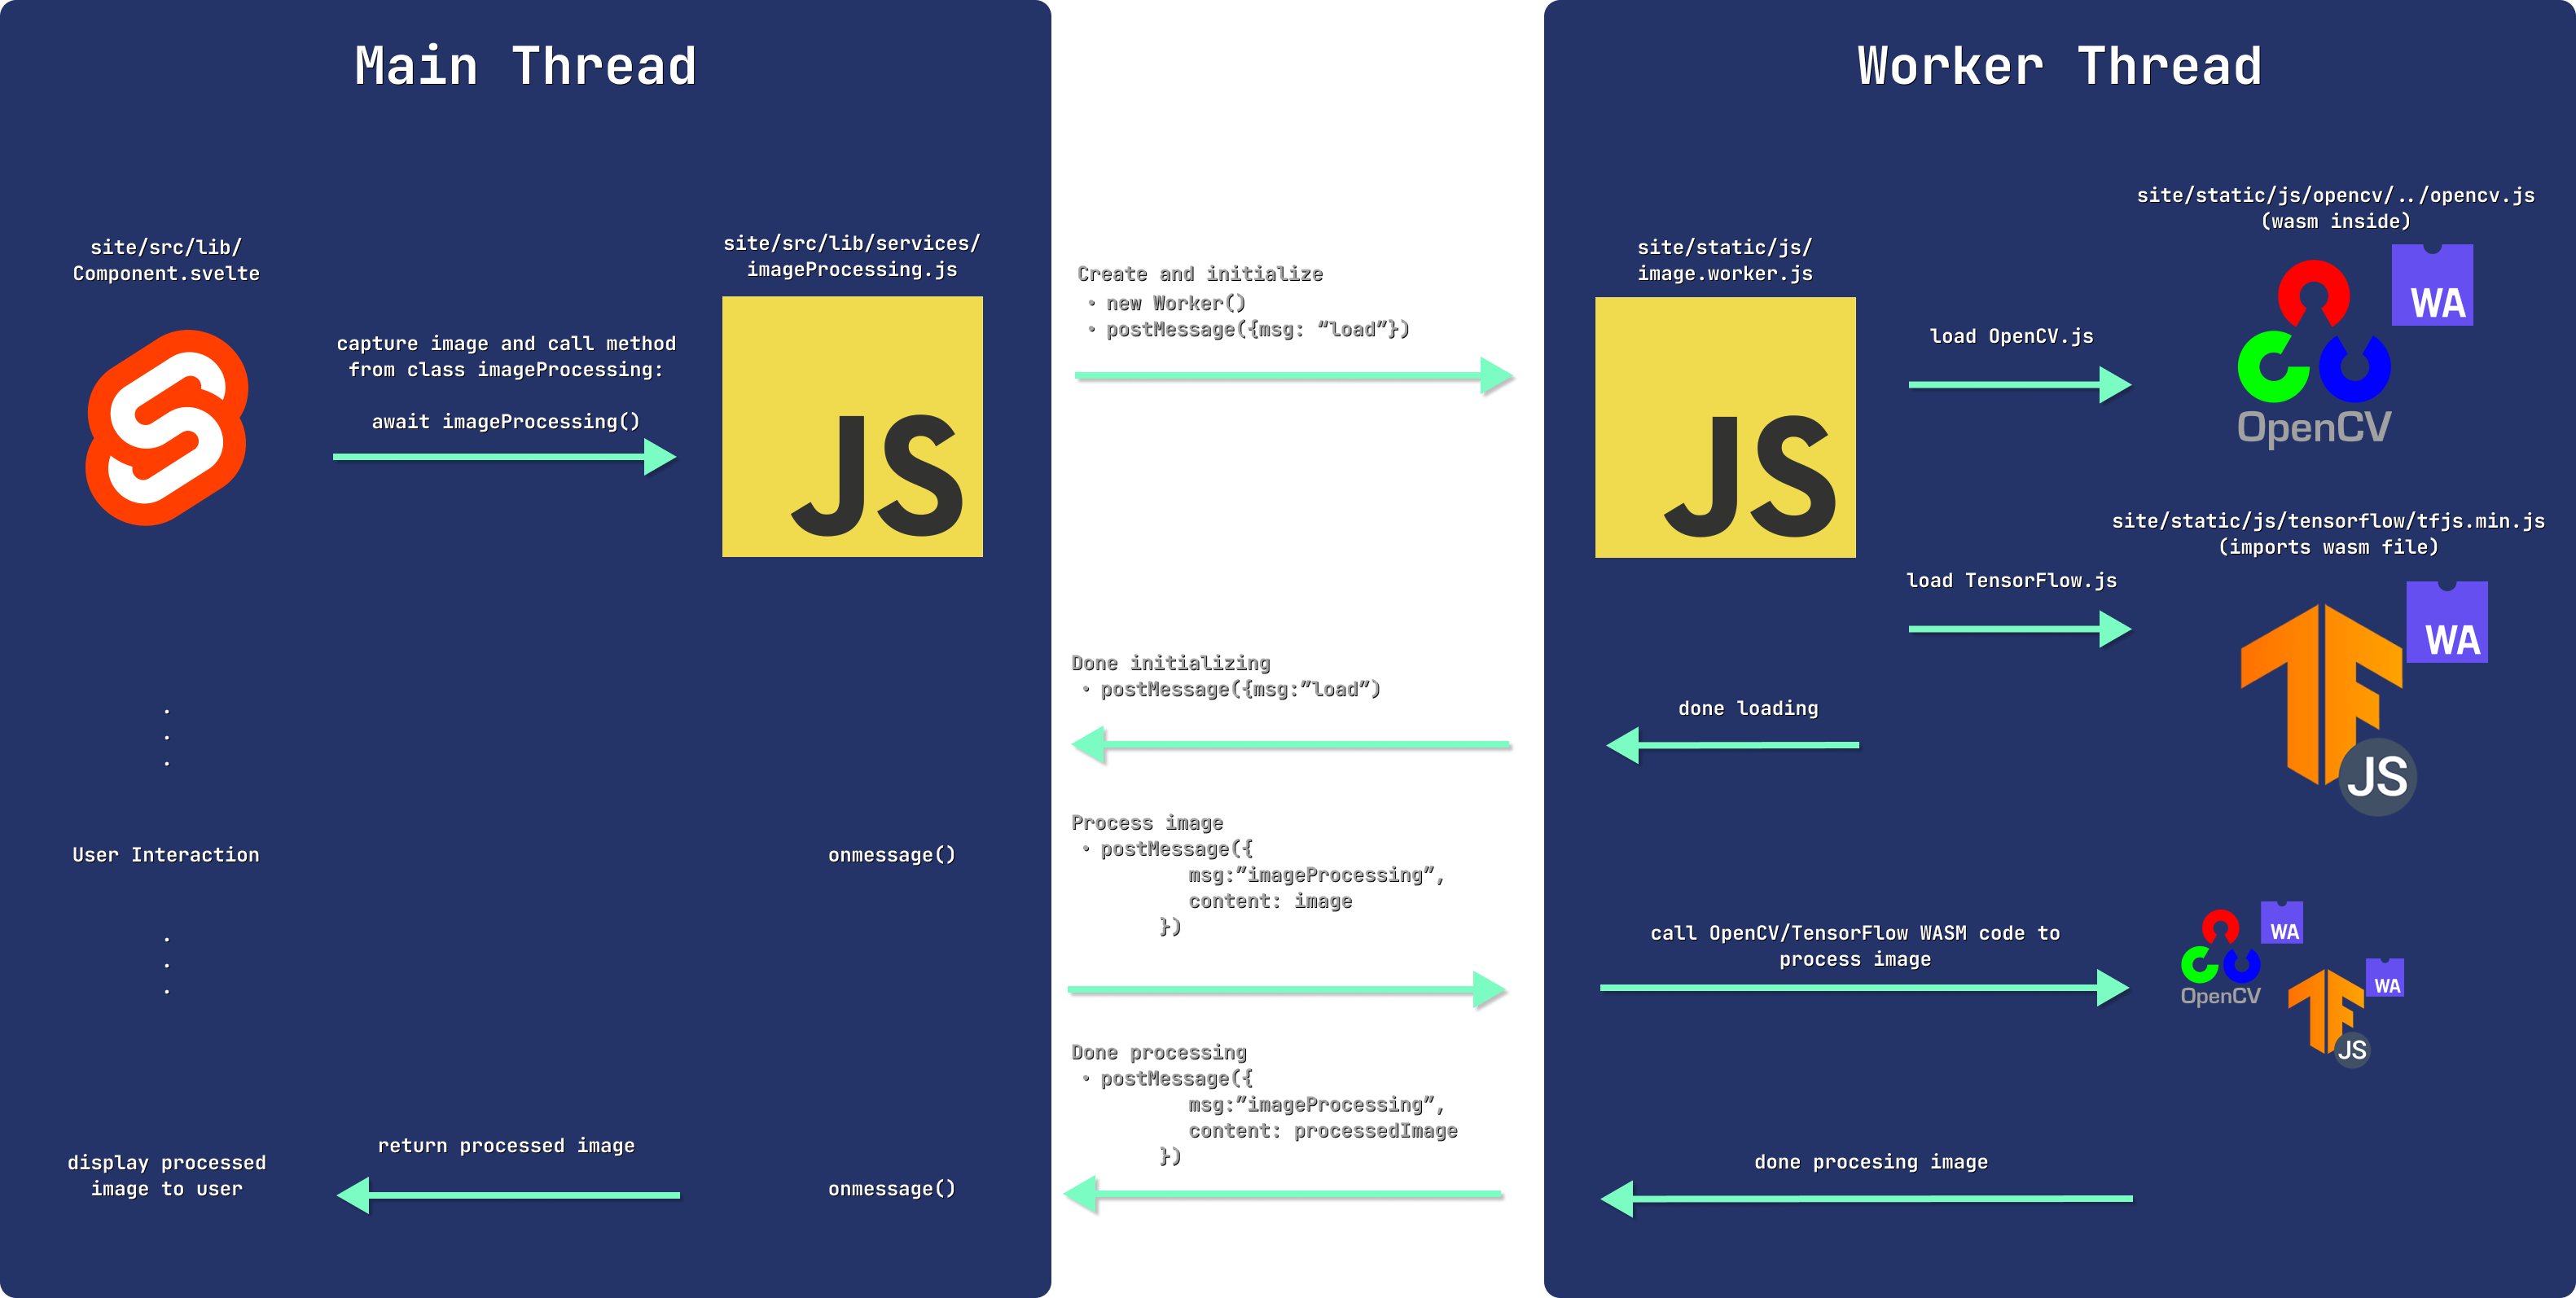 Main Thread
site/src/lib/
Component.svelte
capture image and call method
from class imageProcessing:
await imageProcessing()
site/src/lib/services/
imageProcessing.js
JS
.
.
.
User Interaction
.
.
.
onmessage()
display processed
image to user
return processed image
onmessage()
Create and initialize
• new Worker()
• postMessage({msg: “load”})
Done initializing
• postMessage({msg:”load”)
Process image
• postMessage({
msg:”imageProcessing”,
content: image
})
Done processing
• postMessage({
msg:”imageProcessing”,
content: processedImage
})
Worker Thread
site/static/js/
image.worker.js
JS
load OpenCV.js
site/static/js/opencv/../opencv.js
(wasm inside)
WA
OpenCV
load TensorFlow.js
site/static/js/tensorflow/tfjs.min.js
(imports wasm file)
WA
TF
JS
done loading
call OpenCV/TensorFlow WASM code to
process image
WA
OpenCV
WA
TF
JS
done procesing image